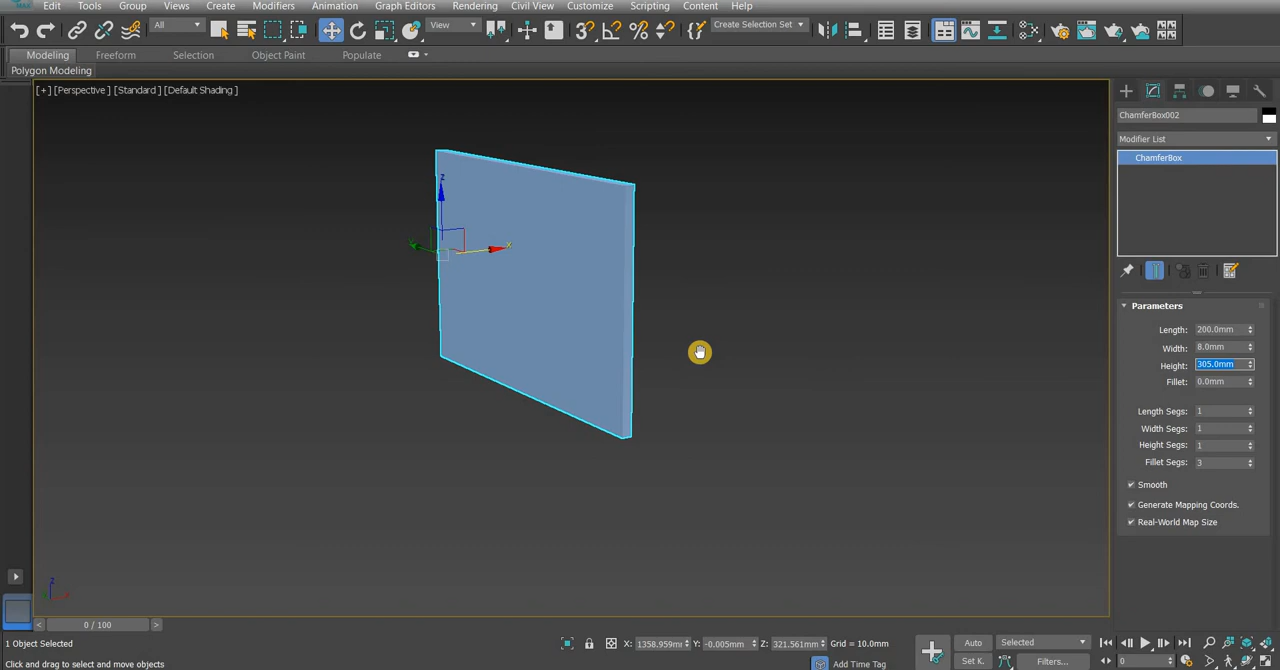 Edit Tools Group Views Create Modifiers Animation Graph Editors Rendering Civil View Customize Scripting Content Help
All View Create Selection Set
Modeling Freeform Selection Object Paint Populate
Polygon Modeling
[+] [Perspective ] [Standard ] [Default Shading ]
ChamferBox002
Modifier List
ChamferBox
Parameters
Length: 200.0mm
Width: 8.0mm
Height: 305.0mm
Fillet: 0.0mm
Length Segs: 1
Width Segs: 1
Height Segs: 1
Fillet Segs: 3
Smooth
Generate Mapping Coords.
Real-World Map Size
z
x
z
< 0 / 100 >
1 Object Selected X: 1358.959mm Y: -0.005mm Z: 321.561mm Grid = 10.0mm Auto Selected
Click and drag to select and move objects Add Time Tag Set K. Filters... 0